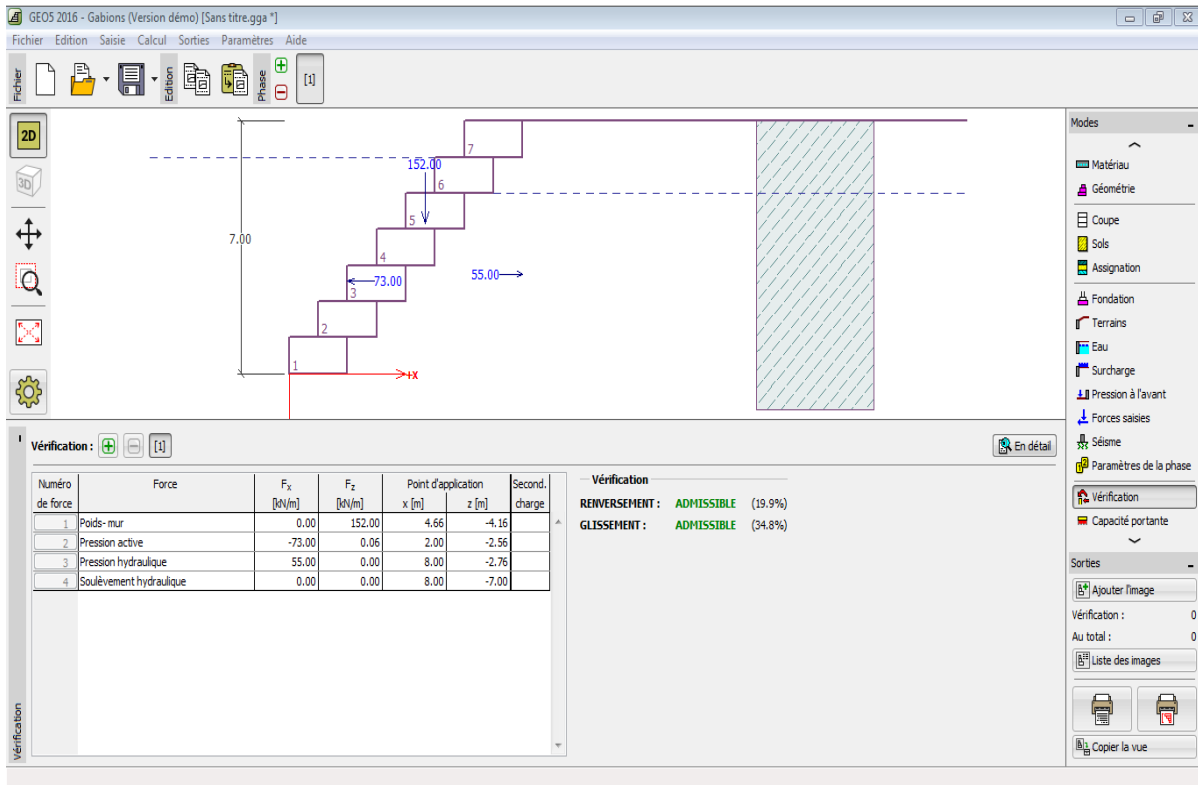 GEO5 2016 - Gabions (Version démo) [Sans titre.gga *]
Fichier Edition Saisie Calcul Sorties Paramètres Aide
Fichier
Edition
Phase
[1]
2D
3D
7.00
152.00
73.00
55.00
+x
1
2
3
4
5
6
7
Modes
Matériau
Géométrie
Coupe
Sols
Assignation
Fondation
Terrains
Eau
Surcharge
Pression à l'avant
Forces saisies
Séisme
Paramètres de la phase
Vérification
Capacité portante
Sorties
Ajouter l'image
Vérification : 0
Au total : 0
Liste des images
Copier la vue
Vérification
Vérification : [1]
En détail
Numéro Force Fx Fz Point d'application Second.
de force [kN/m] [kN/m] x [m] z [m] charge
1 Poids- mur 0.00 152.00 4.66 -4.16
2 Pression active -73.00 0.06 2.00 -2.56
3 Pression hydraulique 55.00 0.00 8.00 -2.76
4 Soulèvement hydraulique 0.00 0.00 8.00 -7.00
Vérification
RENVERSEMENT : ADMISSIBLE (19.9%)
GLISSEMENT : ADMISSIBLE (34.8%)